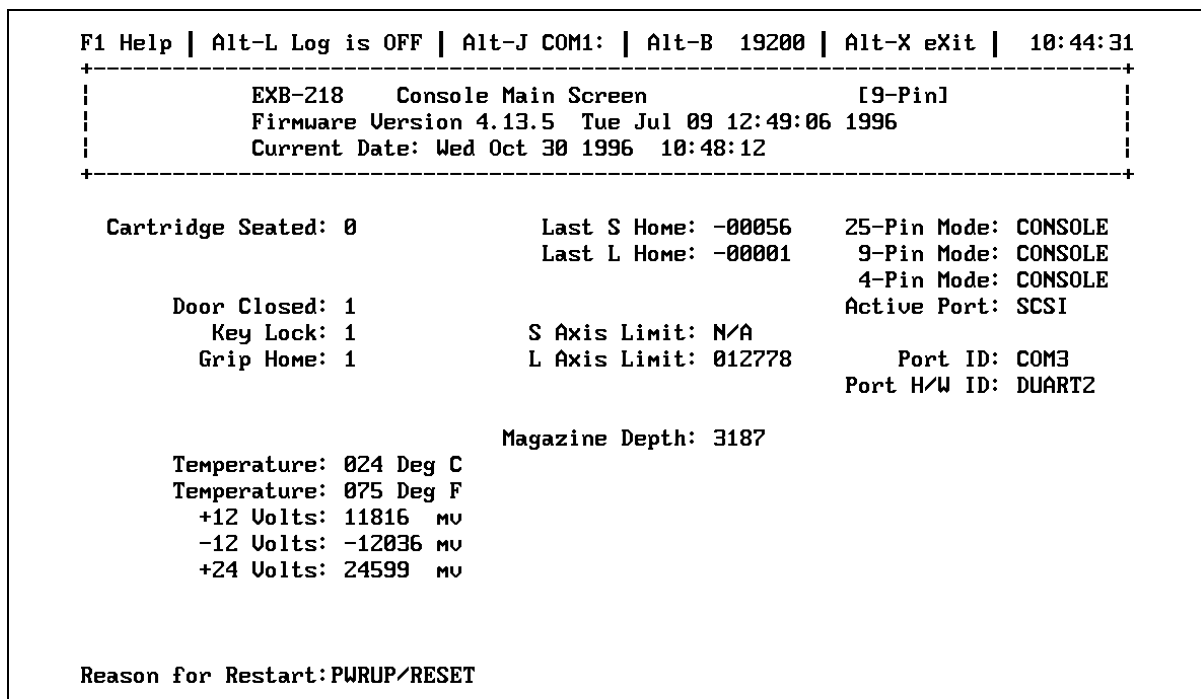 F1 Help | Alt-L Log is OFF | Alt-J COM1: | Alt-B 19200 | Alt-X eXit | 10:44:31
EXB-218 Console Main Screen [9-Pin]
Firmware Version 4.13.5 Tue Jul 09 12:49:06 1996
Current Date: Wed Oct 30 1996 10:48:12
Cartridge Seated: 0 Last S Home: -00056 25-Pin Mode: CONSOLE
Last L Home: -00001 9-Pin Mode: CONSOLE
4-Pin Mode: CONSOLE
Door Closed: 1 Active Port: SCSI
Key Lock: 1 S Axis Limit: N/A
Grip Home: 1 L Axis Limit: 012778 Port ID: COM3
Port H/W ID: DUART2
Magazine Depth: 3187
Temperature: 024 Deg C
Temperature: 075 Deg F
+12 Volts: 11816 mv
-12 Volts: -12036 mv
+24 Volts: 24599 mv
Reason for Restart:PWRUP/RESET